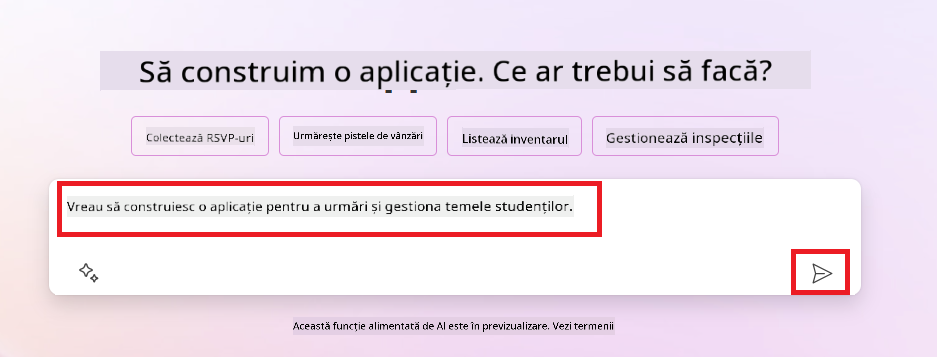 Să construim o aplicație. Ce ar trebui să facă?
Colectează RSVP-uri
Urmărește pistele de vânzări
Listează inventarul
Gestionează inspecțiile
Vreau să construiesc o aplicație pentru a urmări și gestiona temele studenților.
Această funcție alimentată de AI este în previzualizare. Vezi termenii